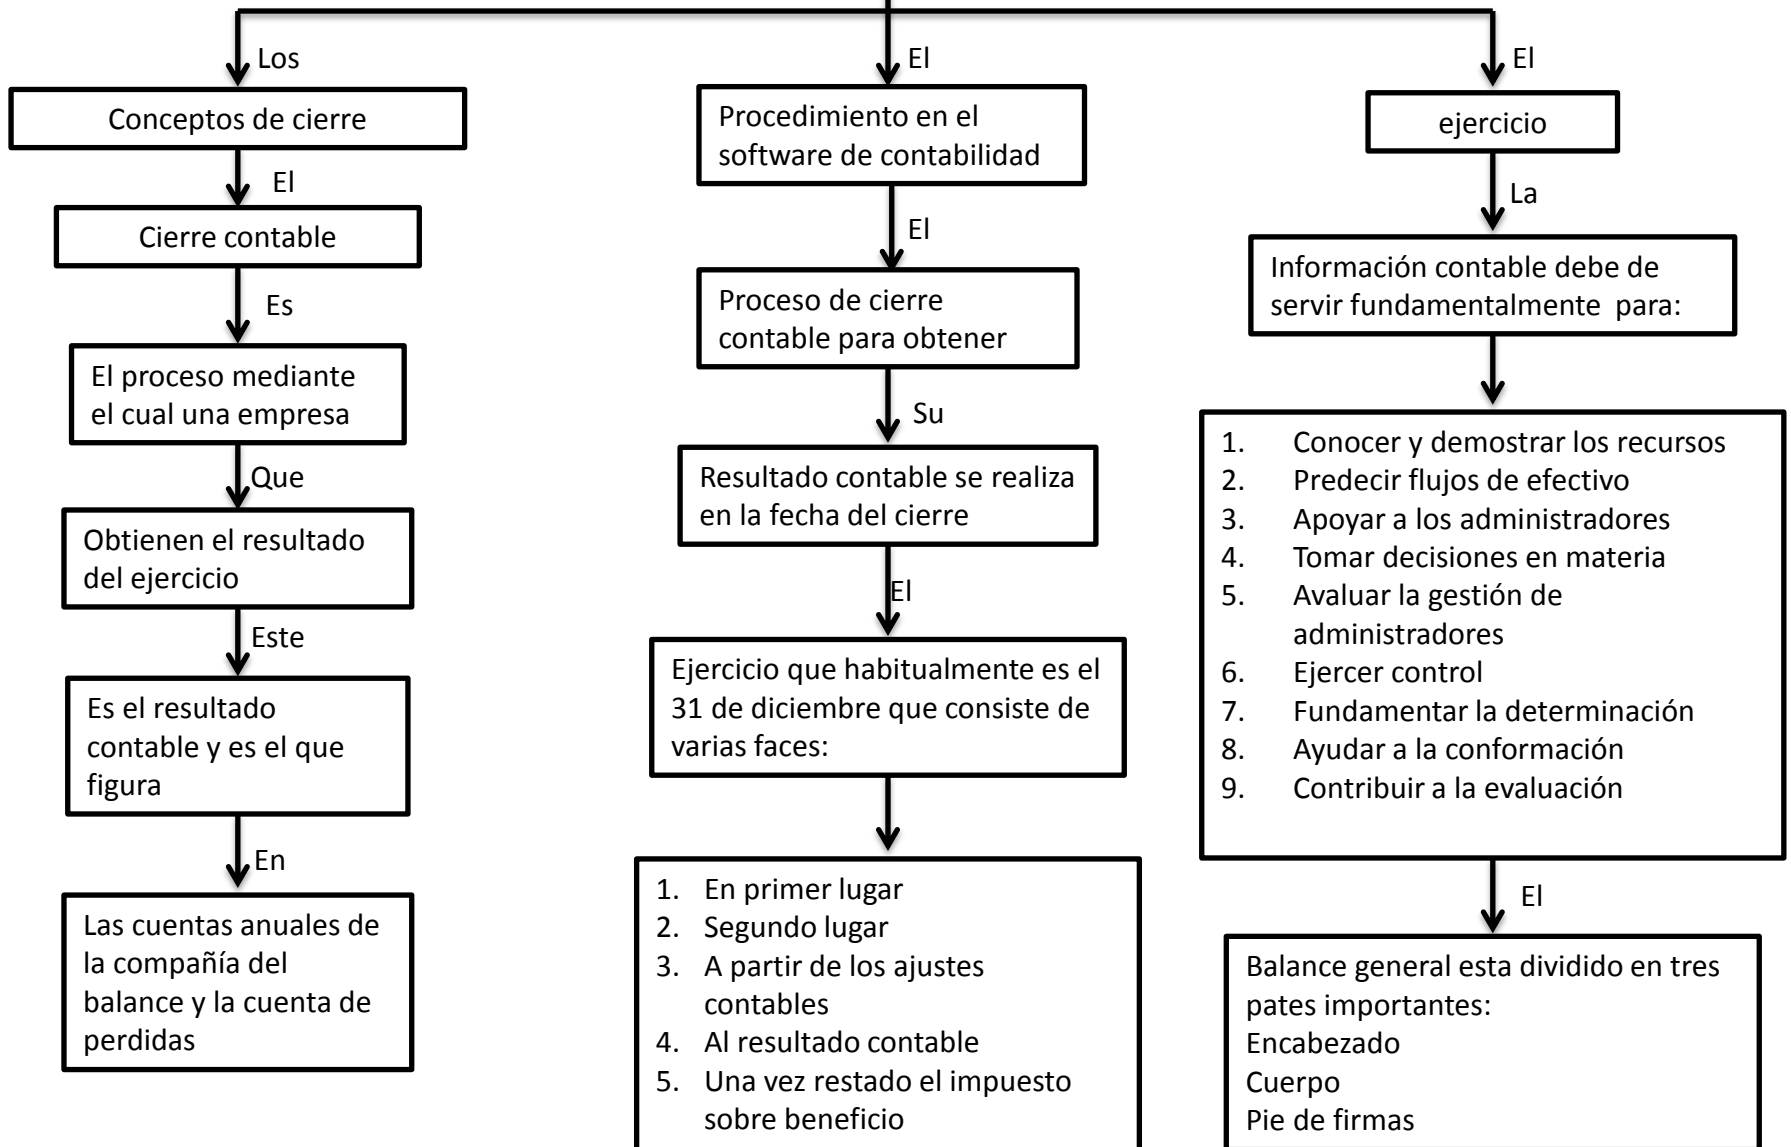 Los
Conceptos de cierre
El
Cierre contable
Es
El proceso mediante
el cual una empresa
Que
Obtienen el resultado
del ejercicio
Este
Es el resultado
contable y es el que
figura
En
Las cuentas anuales de
la compañía del
balance y la cuenta de
perdidas
El
Procedimiento en el
software de contabilidad
El
Proceso de cierre
contable para obtener
Su
Resultado contable se realiza
en la fecha del cierre
El
Ejercicio que habitualmente es el
31 de diciembre que consiste de
varias faces:
1. En primer lugar
2. Segundo lugar
3. A partir de los ajustes
contables
4. Al resultado contable
5. Una vez restado el impuesto
sobre beneficio
El
ejercicio
La
Información contable debe de
servir fundamentalmente para:
1. Conocer y demostrar los recursos
2. Predecir flujos de efectivo
3. Apoyar a los administradores
4. Tomar decisiones en materia
5. Avaluar la gestión de
administradores
6. Ejercer control
7. Fundamentar la determinación
8. Ayudar a la conformación
9. Contribuir a la evaluación
El
Balance general esta dividido en tres
pates importantes:
Encabezado
Cuerpo
Pie de firmas